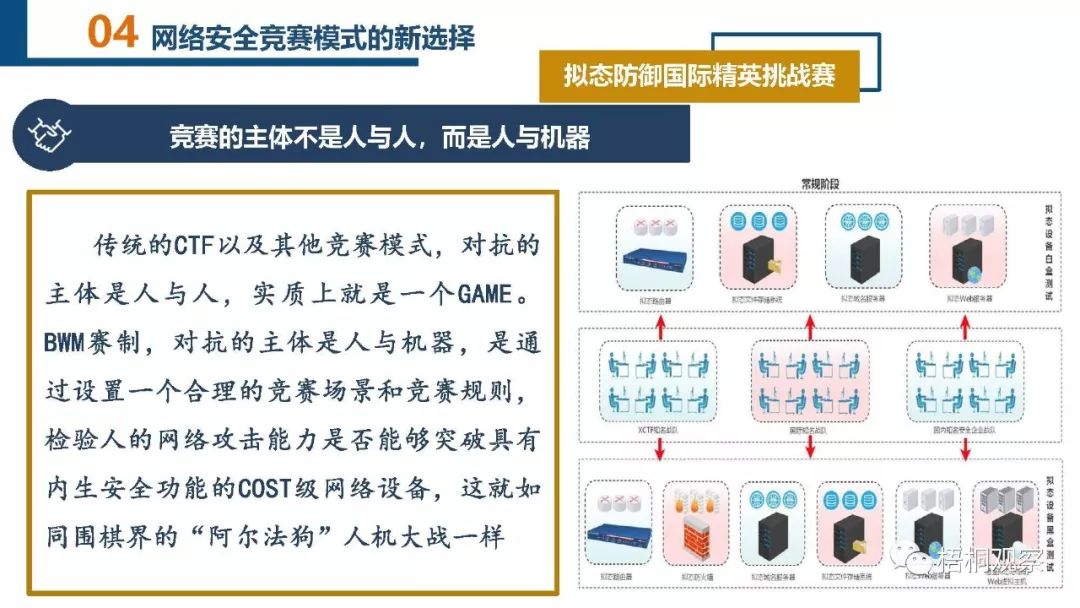 04 网络安全竞赛模式的新选择
拟态防御国际精英挑战赛
竞赛的主体不是人与人，而是人与机器
传统的CTF以及其他竞赛模式，对抗的
主体是人与人，实质上就是一个GAME。
BWM赛制，对抗的主体是人与机器，是通
过设置一个合理的竞赛场景和竞赛规则，
检验人的网络攻击能力是否能够突破具有
内生安全功能的COST级网络设备，这就如
同围棋界的“阿尔法狗”人机大战一样
常规阶段
拟态路由器
拟态文件存储系统
拟态域名服务器
拟态Web服务器
拟态设备白盒测试
XCTF知名战队
国际知名战队
国内知名安全企业战队
拟态路由器
拟态防火墙
拟态域名服务器
拟态文件存储系统
拟态Web服务器
Web虚拟主机
拟态设备黑盒测试
梧桐观察